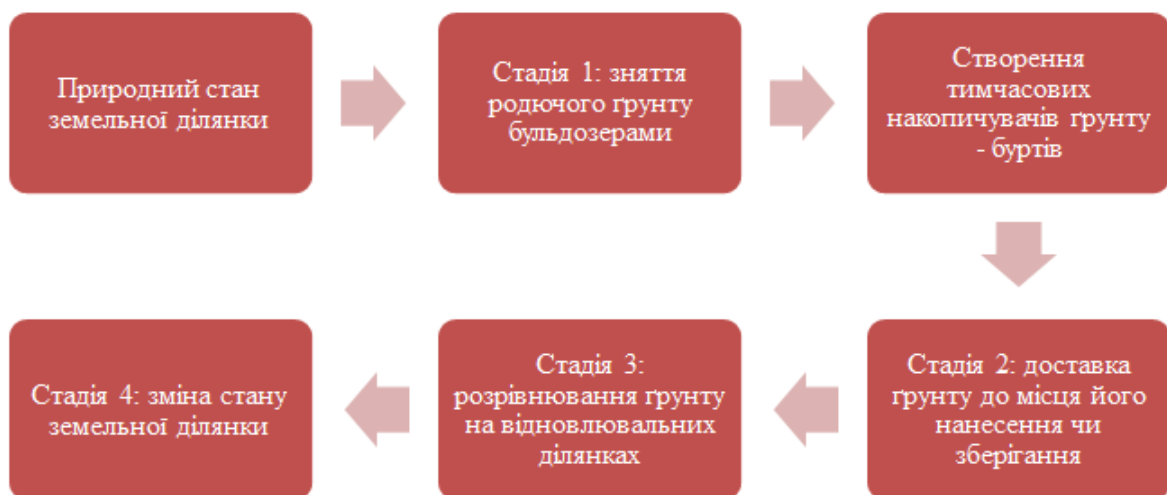 Природний стан
земельної ділянки
Стадія 1: зняття
родючого ґрунту
бульдозерами
Створення
тимчасових
накопичувачів ґрунту
- буртів
Стадія 2: доставка
ґрунту до місця його
нанесення чи
зберігання
Стадія 3:
розрівнювання ґрунту
на відновлювальних
ділянках
Стадія 4: зміна стану
земельної ділянки